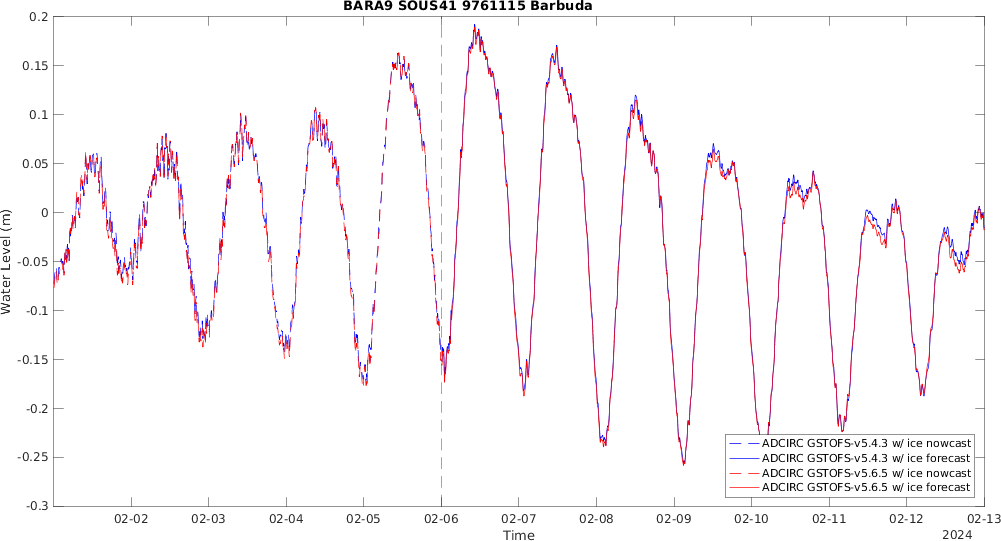 BARA9 SOUS41 9761115 Barbuda
0.2
0.15
0.1
0.05
0
-0.05
-0.1
-0.15
-0.2
-0.25
-0.3
Water Level (m)
ADCIRC GSTOFS-v5.4.3 w/ ice nowcast
ADCIRC GSTOFS-v5.4.3 w/ ice forecast
ADCIRC GSTOFS-v5.6.5 w/ ice nowcast
ADCIRC GSTOFS-v5.6.5 w/ ice forecast
02-02 02-03 02-04 02-05 02-06 02-07 02-08 02-09 02-10 02-11 02-12 02-13
Time
2024